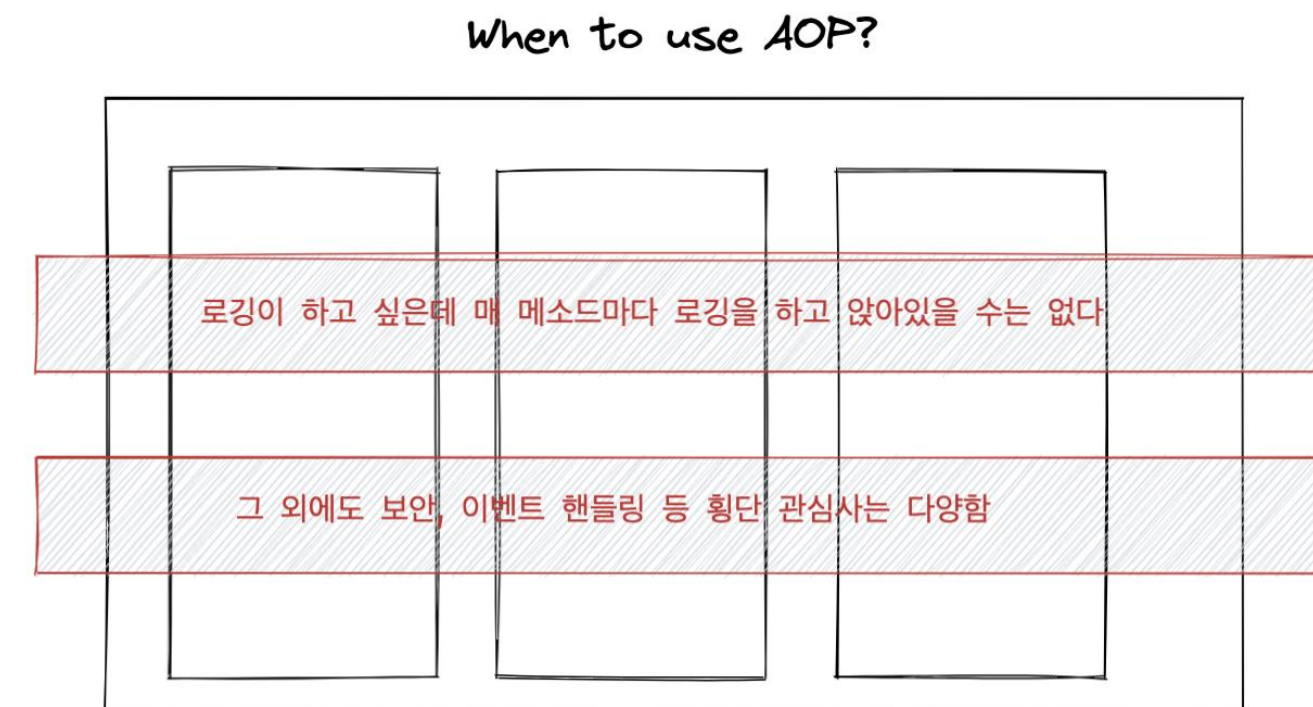 When to use AOP?
로깅이 하고 싶은데 매 메소드마다 로깅을 하고 앉아있을 수는 없다
그 외에도 보안, 이벤트 핸들링 등 횡단 관심사는 다양함